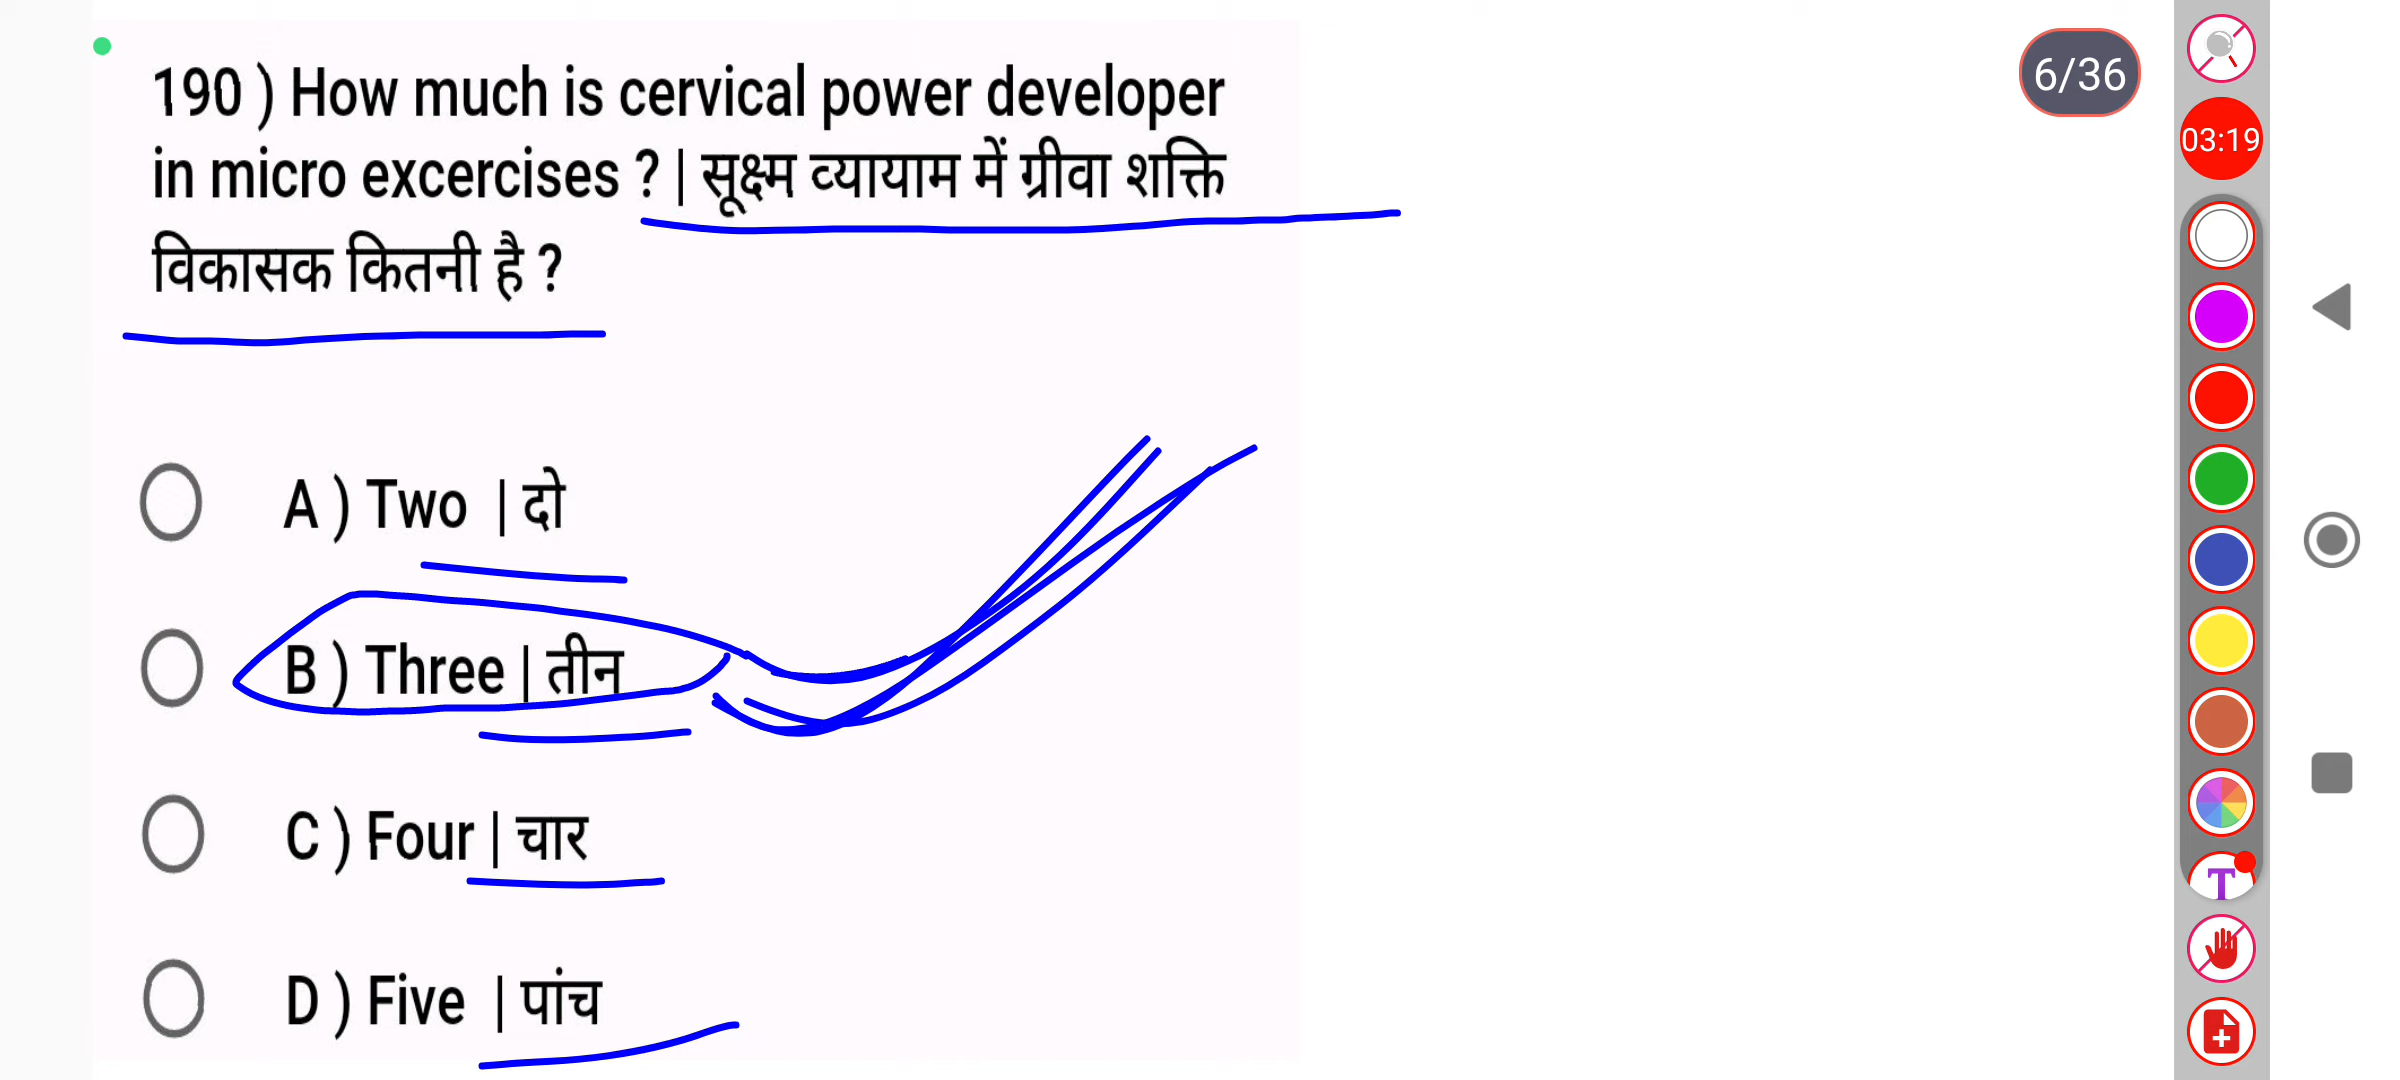 190 ) How much is cervical power developer
in micro excercises ? | सूक्ष्म व्यायाम में ग्रीवा शक्ति
विकासक कितनी है ?
6/36
03:19
A ) Two | दो
B ) Three | तीन
C ) Four | चार
D ) Five | पांच
T